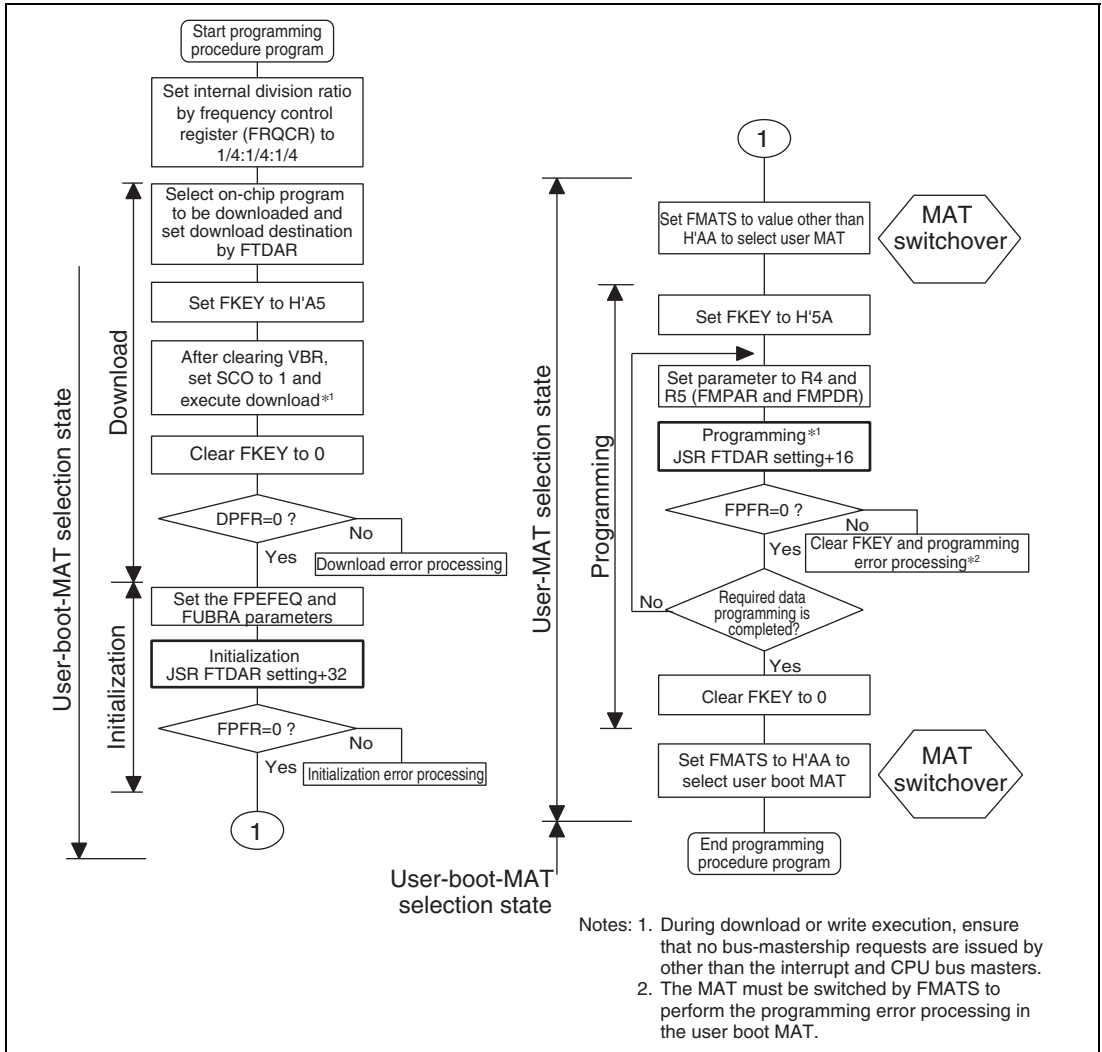 Start programming
procedure program
Set internal division ratio
by frequency control
register (FRQCR) to
1/4:1/4:1/4
Select on-chip program
to be downloaded and
set download destination
by FTDAR
Set FKEY to H'A5
After clearing VBR,
set SCO to 1 and
execute download*1
Clear FKEY to 0
DPFR=0 ?
No
Yes
Download error processing
Set the FPEFEQ and
FUBRA parameters
Initialization
JSR FTDAR setting+32
FPFR=0 ?
No
Yes
Initialization error processing
1
Download
Initialization
User-boot-MAT selection state
1
Set FMATS to value other than
H'AA to select user MAT
MAT
switchover
Set FKEY to H'5A
Set parameter to R4 and
R5 (FMPAR and FMPDR)
Programming*1
JSR FTDAR setting+16
FPFR=0 ?
No
Yes
Clear FKEY and programming
error processing*2
No
Required data
programming is
completed?
Yes
Clear FKEY to 0
Set FMATS to H'AA to
select user boot MAT
MAT
switchover
End programming
procedure program
Programming
User-MAT selection state
User-boot-MAT
selection state
Notes: 1. During download or write execution, ensure
that no bus-mastership requests are issued by
other than the interrupt and CPU bus masters.
2. The MAT must be switched by FMATS to
perform the programming error processing in
the user boot MAT.